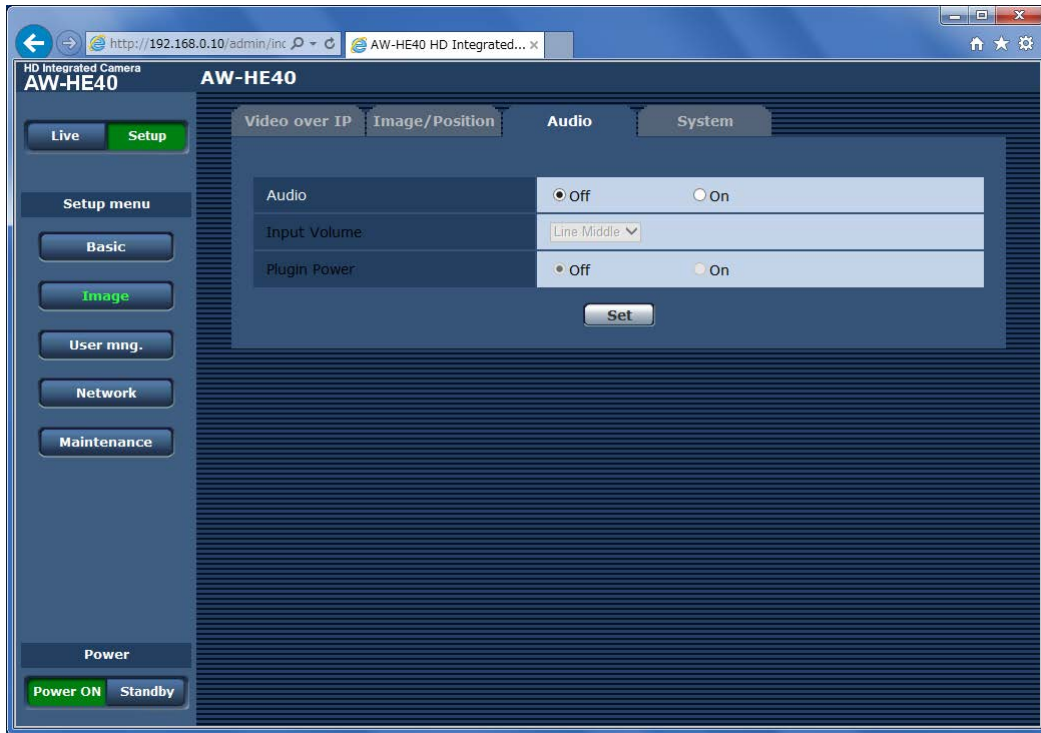 http://192.168.0.10/admin/inc
AW-HE40 HD Integrated...
HD Integrated Camera
AW-HE40
AW-HE40
Live Setup
Setup menu
Basic
Image
User mng.
Network
Maintenance
Power
Power ON Standby
Video over IP Image/Position Audio System
Audio Off On
Input Volume Line Middle
Plugin Power Off On
Set